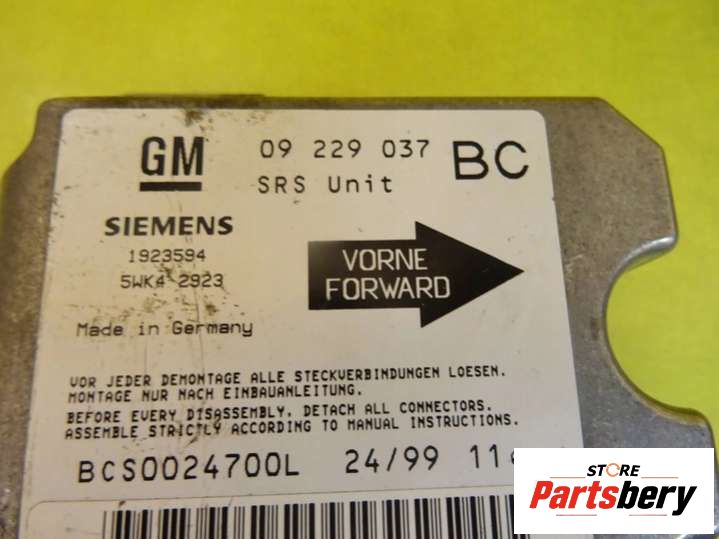 GM 09 229 037 BC
SRS Unit
SIEMENS
1923594
5WK4 2923
VORNE
FORWARD
Made in Germany
VOR JEDER DEMONTAGE ALLE STECKVERBINDUNGEN LOESEN.
MONTAGE NUR NACH EINBAUANLEITUNG.
BEFORE EVERY DISASSEMBLY, DETACH ALL CONNECTORS.
ASSEMBLE STRICTLY ACCORDING TO MANUAL INSTRUCTIONS.
BCS0024700L 24/99
STORE
Partsbery